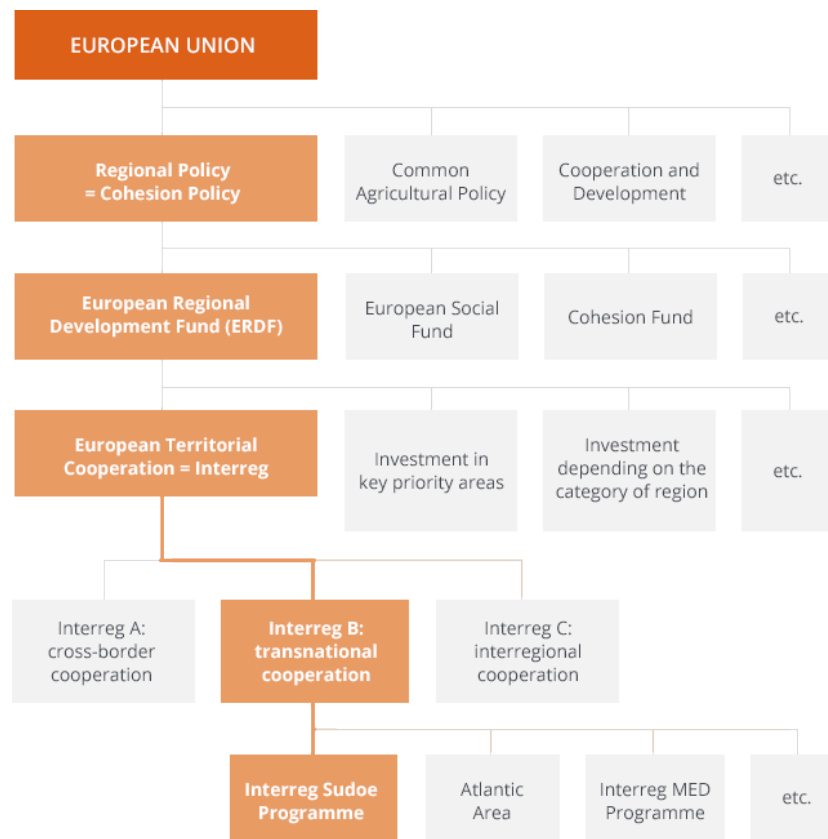 EUROPEAN UNION
Regional Policy
= Cohesion Policy
Common
Agricultural Policy
Cooperation and
Development
etc.
European Regional
Development Fund (ERDF)
European Social
Fund
Cohesion Fund
etc.
European Territorial
Cooperation = Interreg
Investment in
key priority areas
Investment
depending on the
category of region
etc.
Interreg A:
cross-border
cooperation
Interreg B:
transnational
cooperation
Interreg C:
interregional
cooperation
Interreg Sudoe
Programme
Atlantic
Area
Interreg MED
Programme
etc.